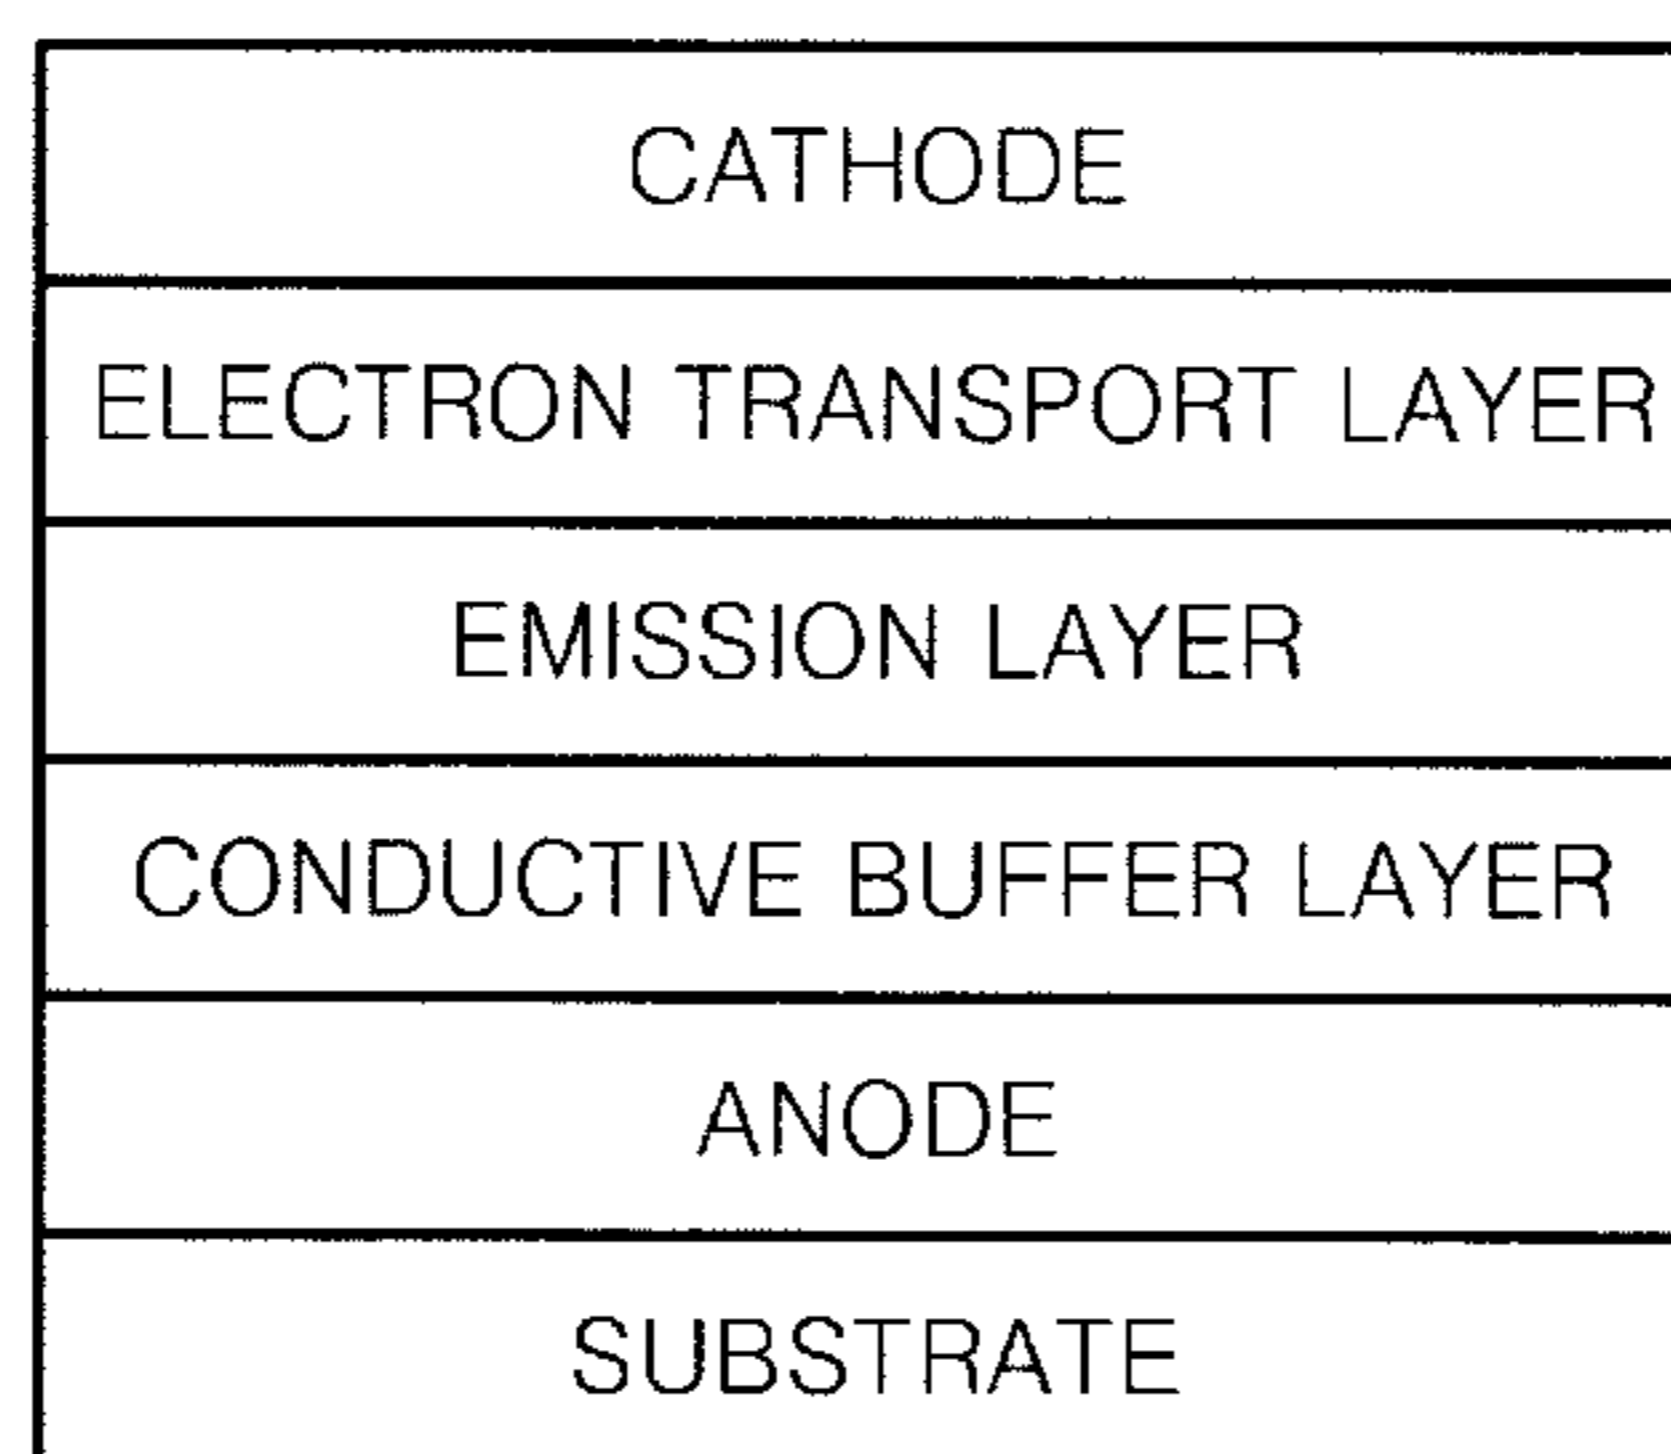 CATHODE
ELECTRON TRANSPORT LAYER
EMISSION LAYER
CONDUCTIVE BUFFER LAYER
ANODE
SUBSTRATE